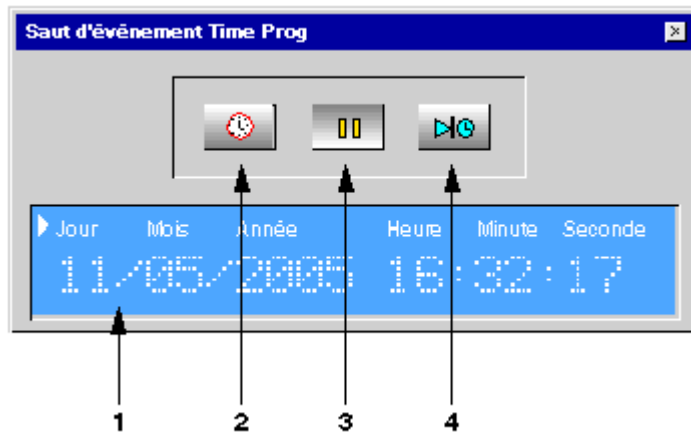 Saut d'événement Time Prog
Jour Mois Année Heure Minute Seconde
11/05/2005 16:32:17
1 2 3 4